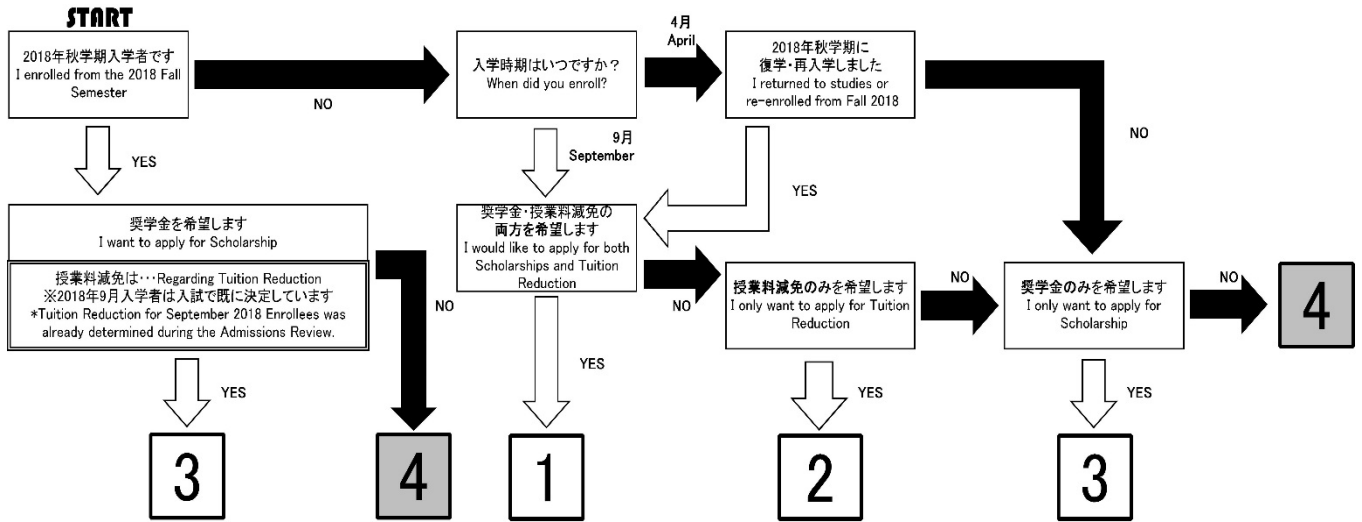 START
2018年秋学期入学者です
I enrolled from the 2018 Fall
Semester
NO
入学時期はいつですか？
When did you enroll?
4月
April
2018年秋学期に
復学・再入学しました
I returned to studies or
re-enrolled from Fall 2018
NO
YES
9月
September
YES
奨学金を希望します
I want to apply for Scholarship
授業料減免は・・・Regarding Tuition Reduction
※2018年9月入学者は入試で既に決定しています
*Tuition Reduction for September 2018 Enrollees was
already determined during the Admissions Review.
NO
YES
奨学金・授業料減免の
両方を希望します
I would like to apply for both
Scholarships and Tuition
Reduction
NO
YES
授業料減免のみを希望します
I only want to apply for Tuition
Reduction
NO
YES
奨学金のみを希望します
I only want to apply for
Scholarship
NO
YES
4
3
4
1
2
3